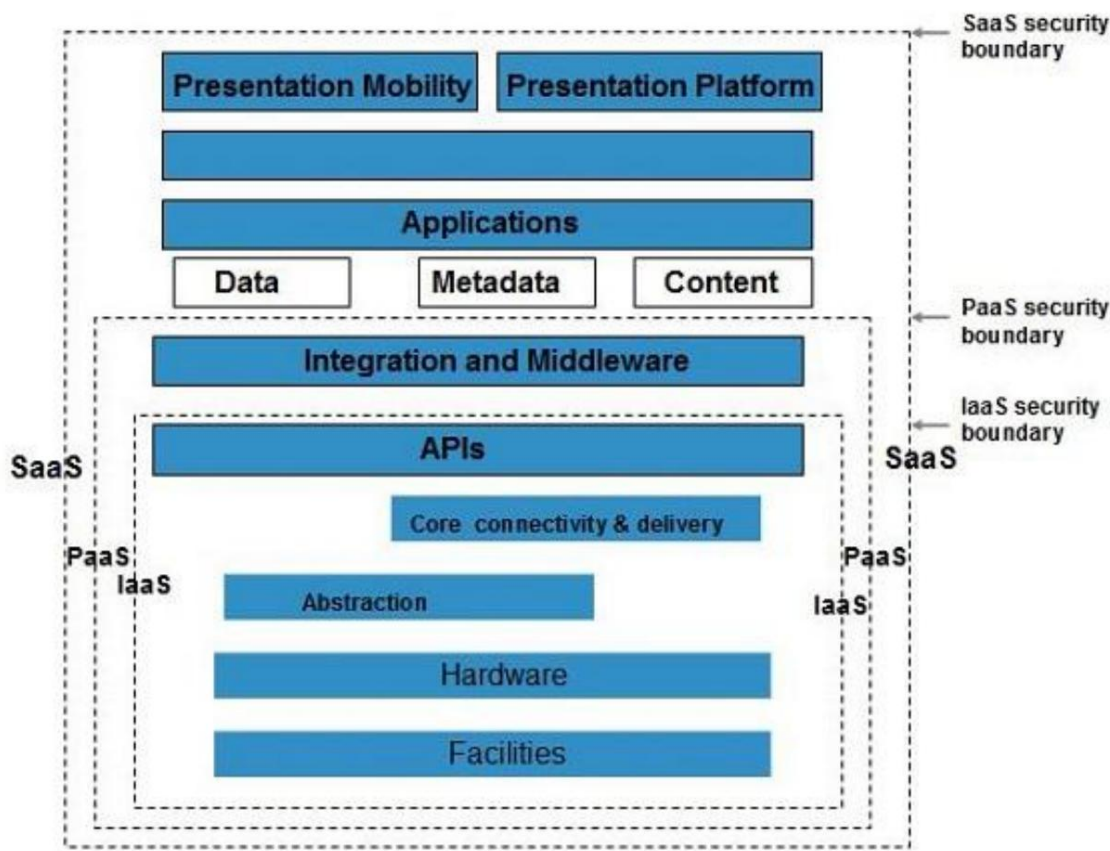 SaaS security
boundary
Presentation Mobility
Presentation Platform
Applications
Data
Metadada
Content
PaaS security
boundary
Integration and Middleware
IaaS security
boundary
APIs
SaaS
SaaS
Core connectivity & delivery
PaaS
PaaS
IaaS
IaaS
Abstraction
Hardware
Facilities